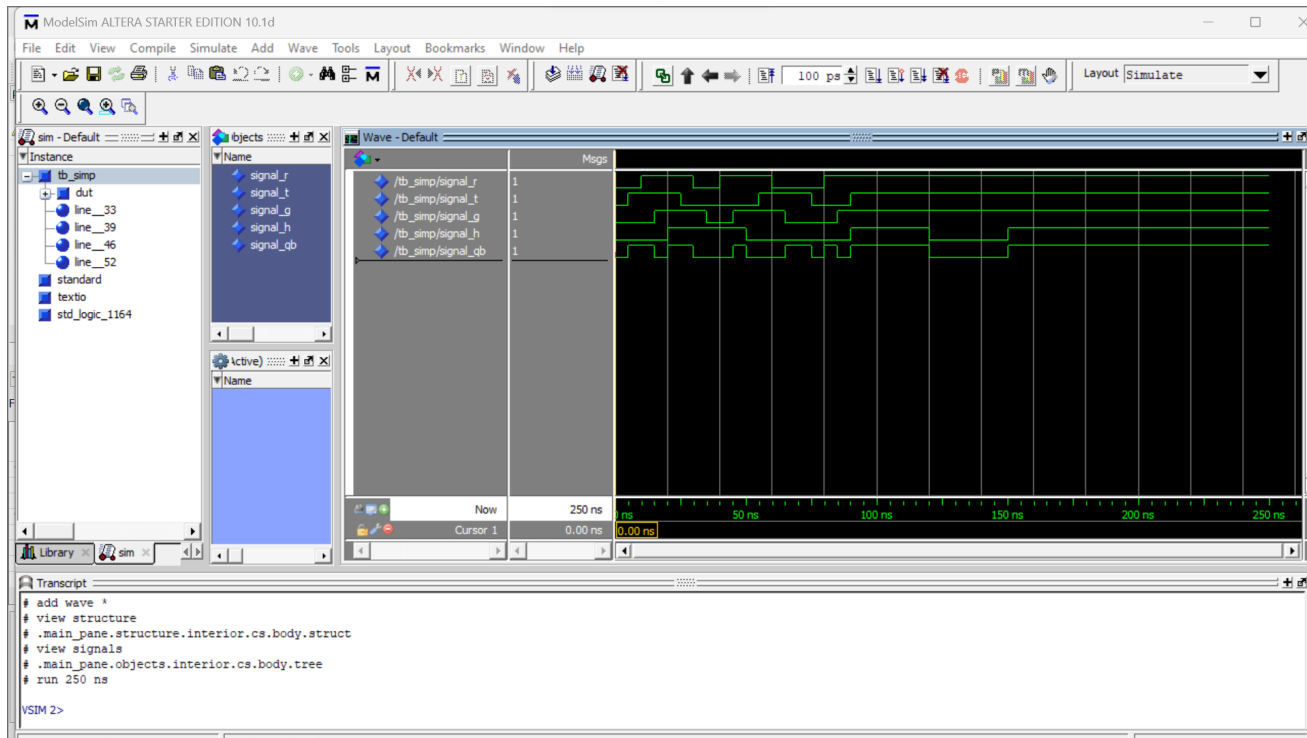 ModelSim ALTERA STARTER EDITION 10.1d
File Edit View Compile Simulate Add Wave Tools Layout Bookmarks Window Help
100 ps
Layout Simulate
sim - Default
Instance
tb_simp
dut
line__33
line__39
line__46
line__52
standard
textio
std_logic_1164
Library
sim
bjects
Name
signal_r
signal_t
signal_g
signal_h
signal_qb
Active)
Name
Wave - Default
Msgs
/tb_simp/signal_r 1
/tb_simp/signal_t 1
/tb_simp/signal_g 1
/tb_simp/signal_h 1
/tb_simp/signal_qb 1
Now 250 ns
ns 50 ns 100 ns 150 ns 200 ns 250 ns
Cursor 1 0.00 ns 0.00 ns
Transcript
# add wave *
# view structure
# .main_pane.structure.interior.cs.body.struct
# view signals
# .main_pane.objects.interior.cs.body.tree
# run 250 ns
VSIM 2>